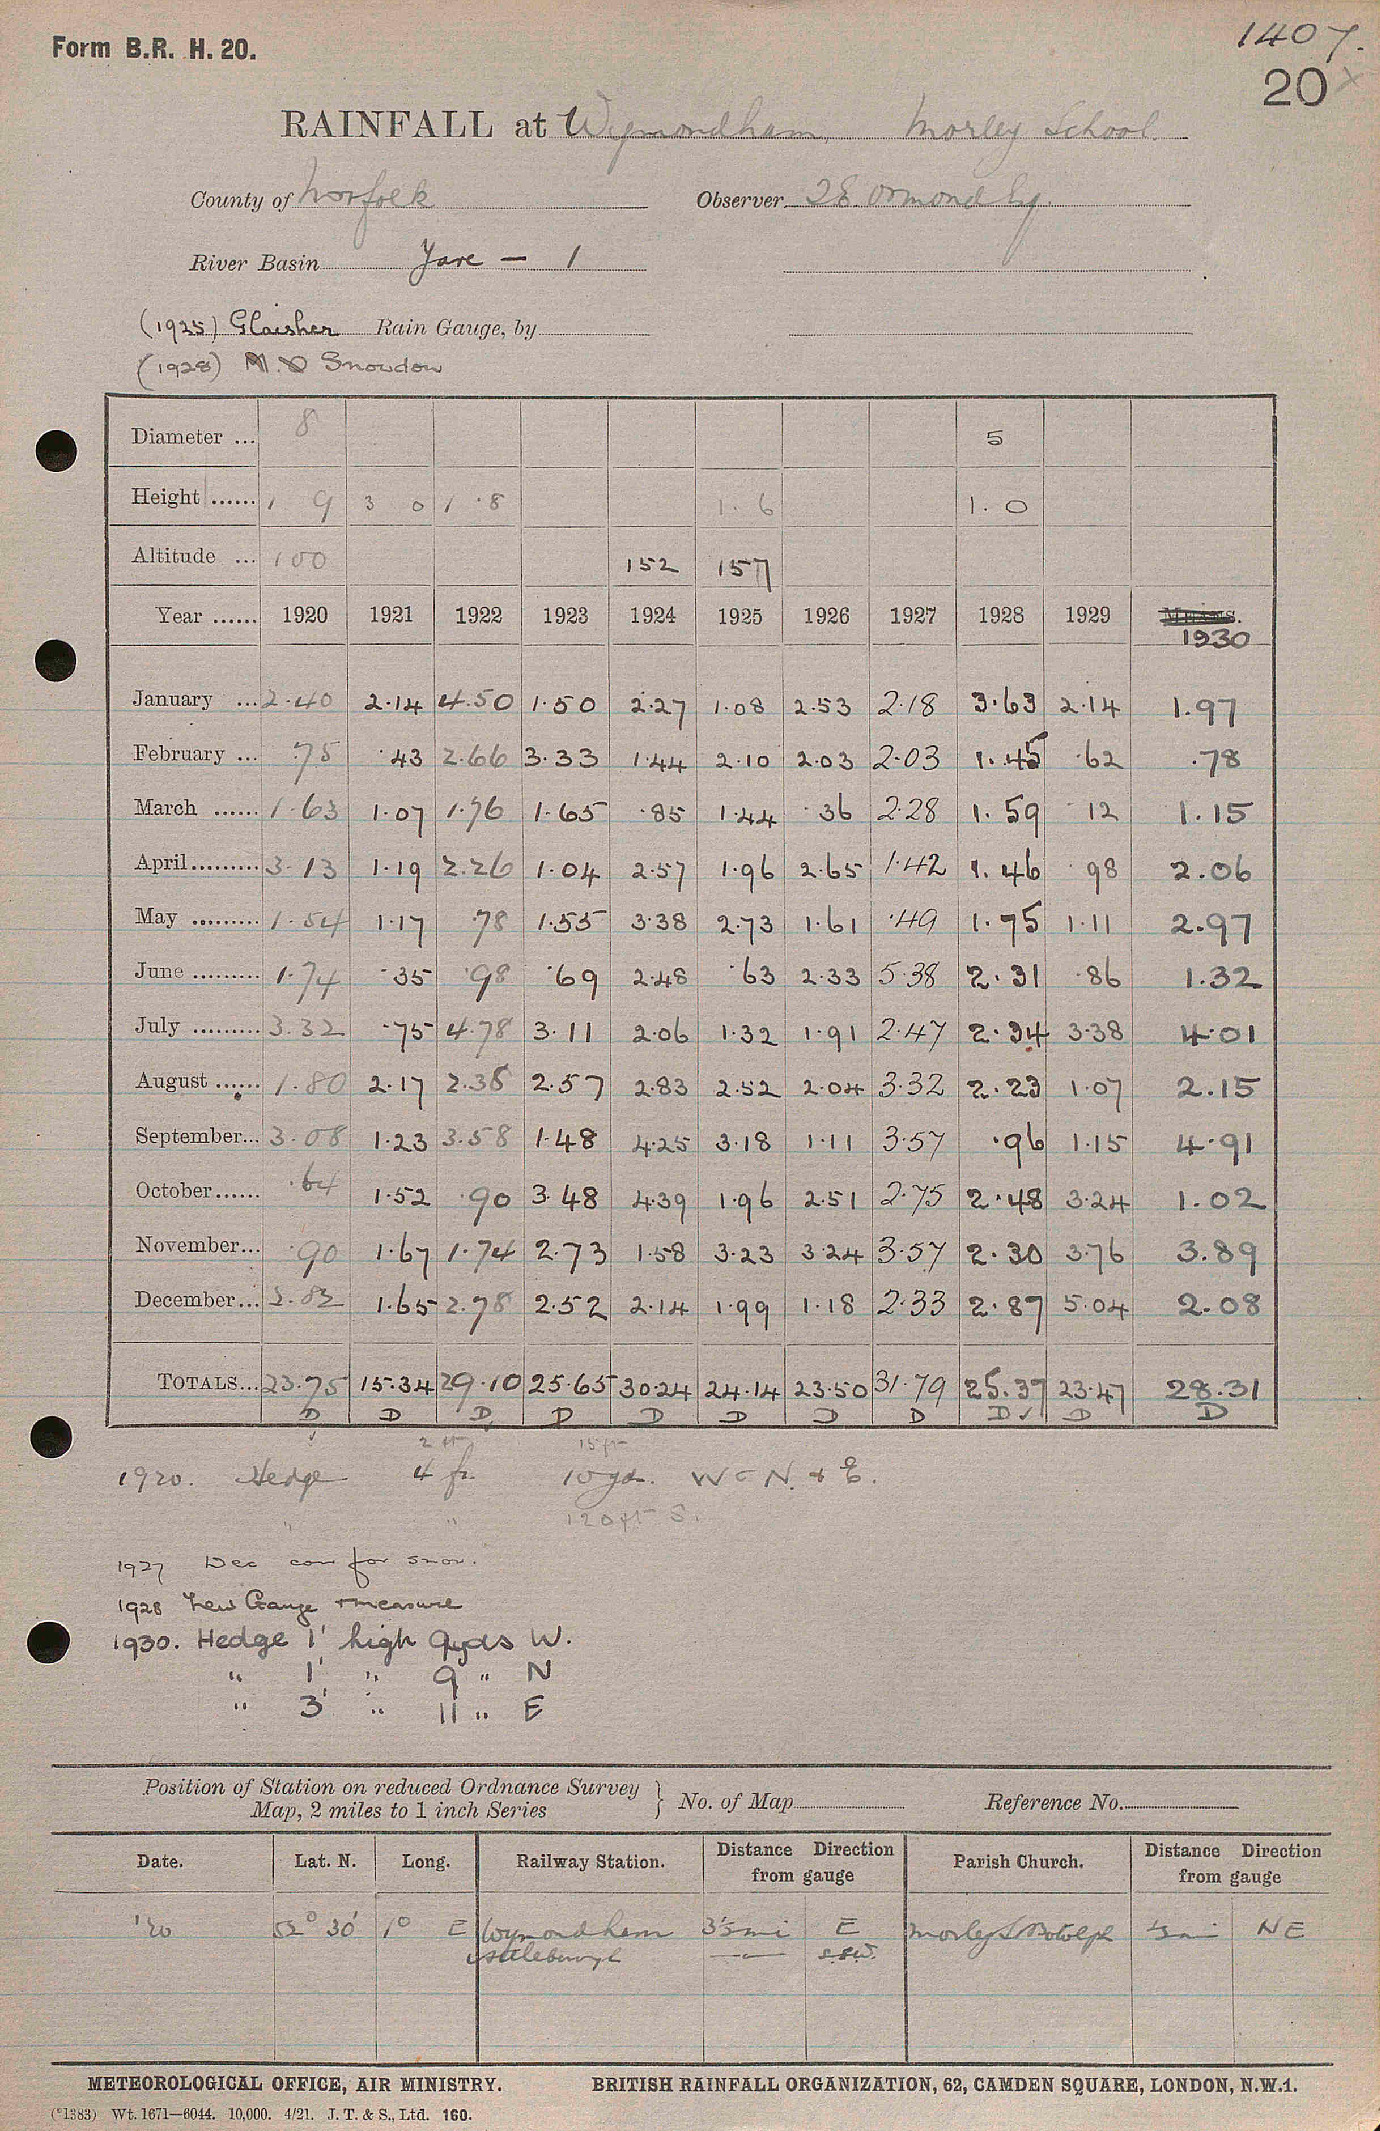 Form B.R. H. 20.
1407.
20
RAINFALL at Wymondham, Morley School.
County of Norfolk Observer
River Basin Yare — 1
(1925) Glaisher Rain Gauge, by
(1928) M.O Snowdon
Diameter ... 8 5
Height ...... 1 9 3 0 1 .8 1.6 1.0
Altitude ... 100 152 157
Year ...... 1920 1921 1922 1923 1924 1925 1926 1927 1928 1929 Means. 1930
January ... 2.40 2.14 4.50 1.50 2.27 1.08 2.53 2.18 3.63 2.14 1.97
February ... .75 .43 2.66 3.33 1.44 2.10 2.03 2.03 1.45 .62 .78
March ...... 1.63 1.07 1.76 1.65 .85 1.44 .36 2.28 1.59 .12 1.15
April ......... 3.13 1.19 2.26 1.04 2.57 1.96 2.65 1.42 1.46 .98 2.06
May ......... 1.54 1.17 .78 1.55 3.38 2.73 1.61 .49 1.75 1.11 2.97
June ......... 1.74 .35 .98 .69 2.48 .63 2.33 5.38 2.31 .86 1.32
July ......... 3.32 .75 4.78 3.11 2.06 1.32 1.91 2.47 2.34 3.38 4.01
August ...... 1.80 2.17 2.38 2.57 2.83 2.52 2.04 3.32 2.23 1.07 2.15
September... 3.08 1.23 3.58 1.48 4.25 3.18 1.11 3.57 .96 1.15 4.91
October...... .64 1.52 .90 3.48 4.39 1.96 2.51 2.75 2.48 3.24 1.02
November... .90 1.67 1.74 2.73 1.58 3.23 3.24 3.57 2.30 3.76 3.89
December... 2.82 1.65 2.78 2.52 2.14 1.99 1.18 2.33 2.87 5.04 2.08
TOTALS... 23.75 15.34 29.10 25.65 30.24 24.14 23.50 31.79 25.37 23.47 28.31
D D D D D D D D D ✓ D D
2 ft 15 ft
1920. Hedge 4 ft. 10 yds. W N. + E.
" " 120 ft S.
1927 Dec corr for snow.
1928 New Gauge + measure
1930. Hedge 1' high 9yds W.
" 1' " 9 " N
" 3' " 11 " E
Position of Station on reduced Ordnance Survey Map, 2 miles to 1 inch Series } No. of Map Reference No.
Date. Lat. N. Long. Railway Station. Distance Direction from gauge Parish Church. Distance Direction from gauge
'20 52° 30' 1° E Wymondham 3.5 mi E Morley St Botolph NE
Attleborough — SSW.
METEOROLOGICAL OFFICE, AIR MINISTRY. BRITISH RAINFALL ORGANIZATION, 62, CAMDEN SQUARE, LONDON, N.W.1.
(*1383) Wt. 1671—6044. 10,000. 4/21. J. T. & S., Ltd. 160.